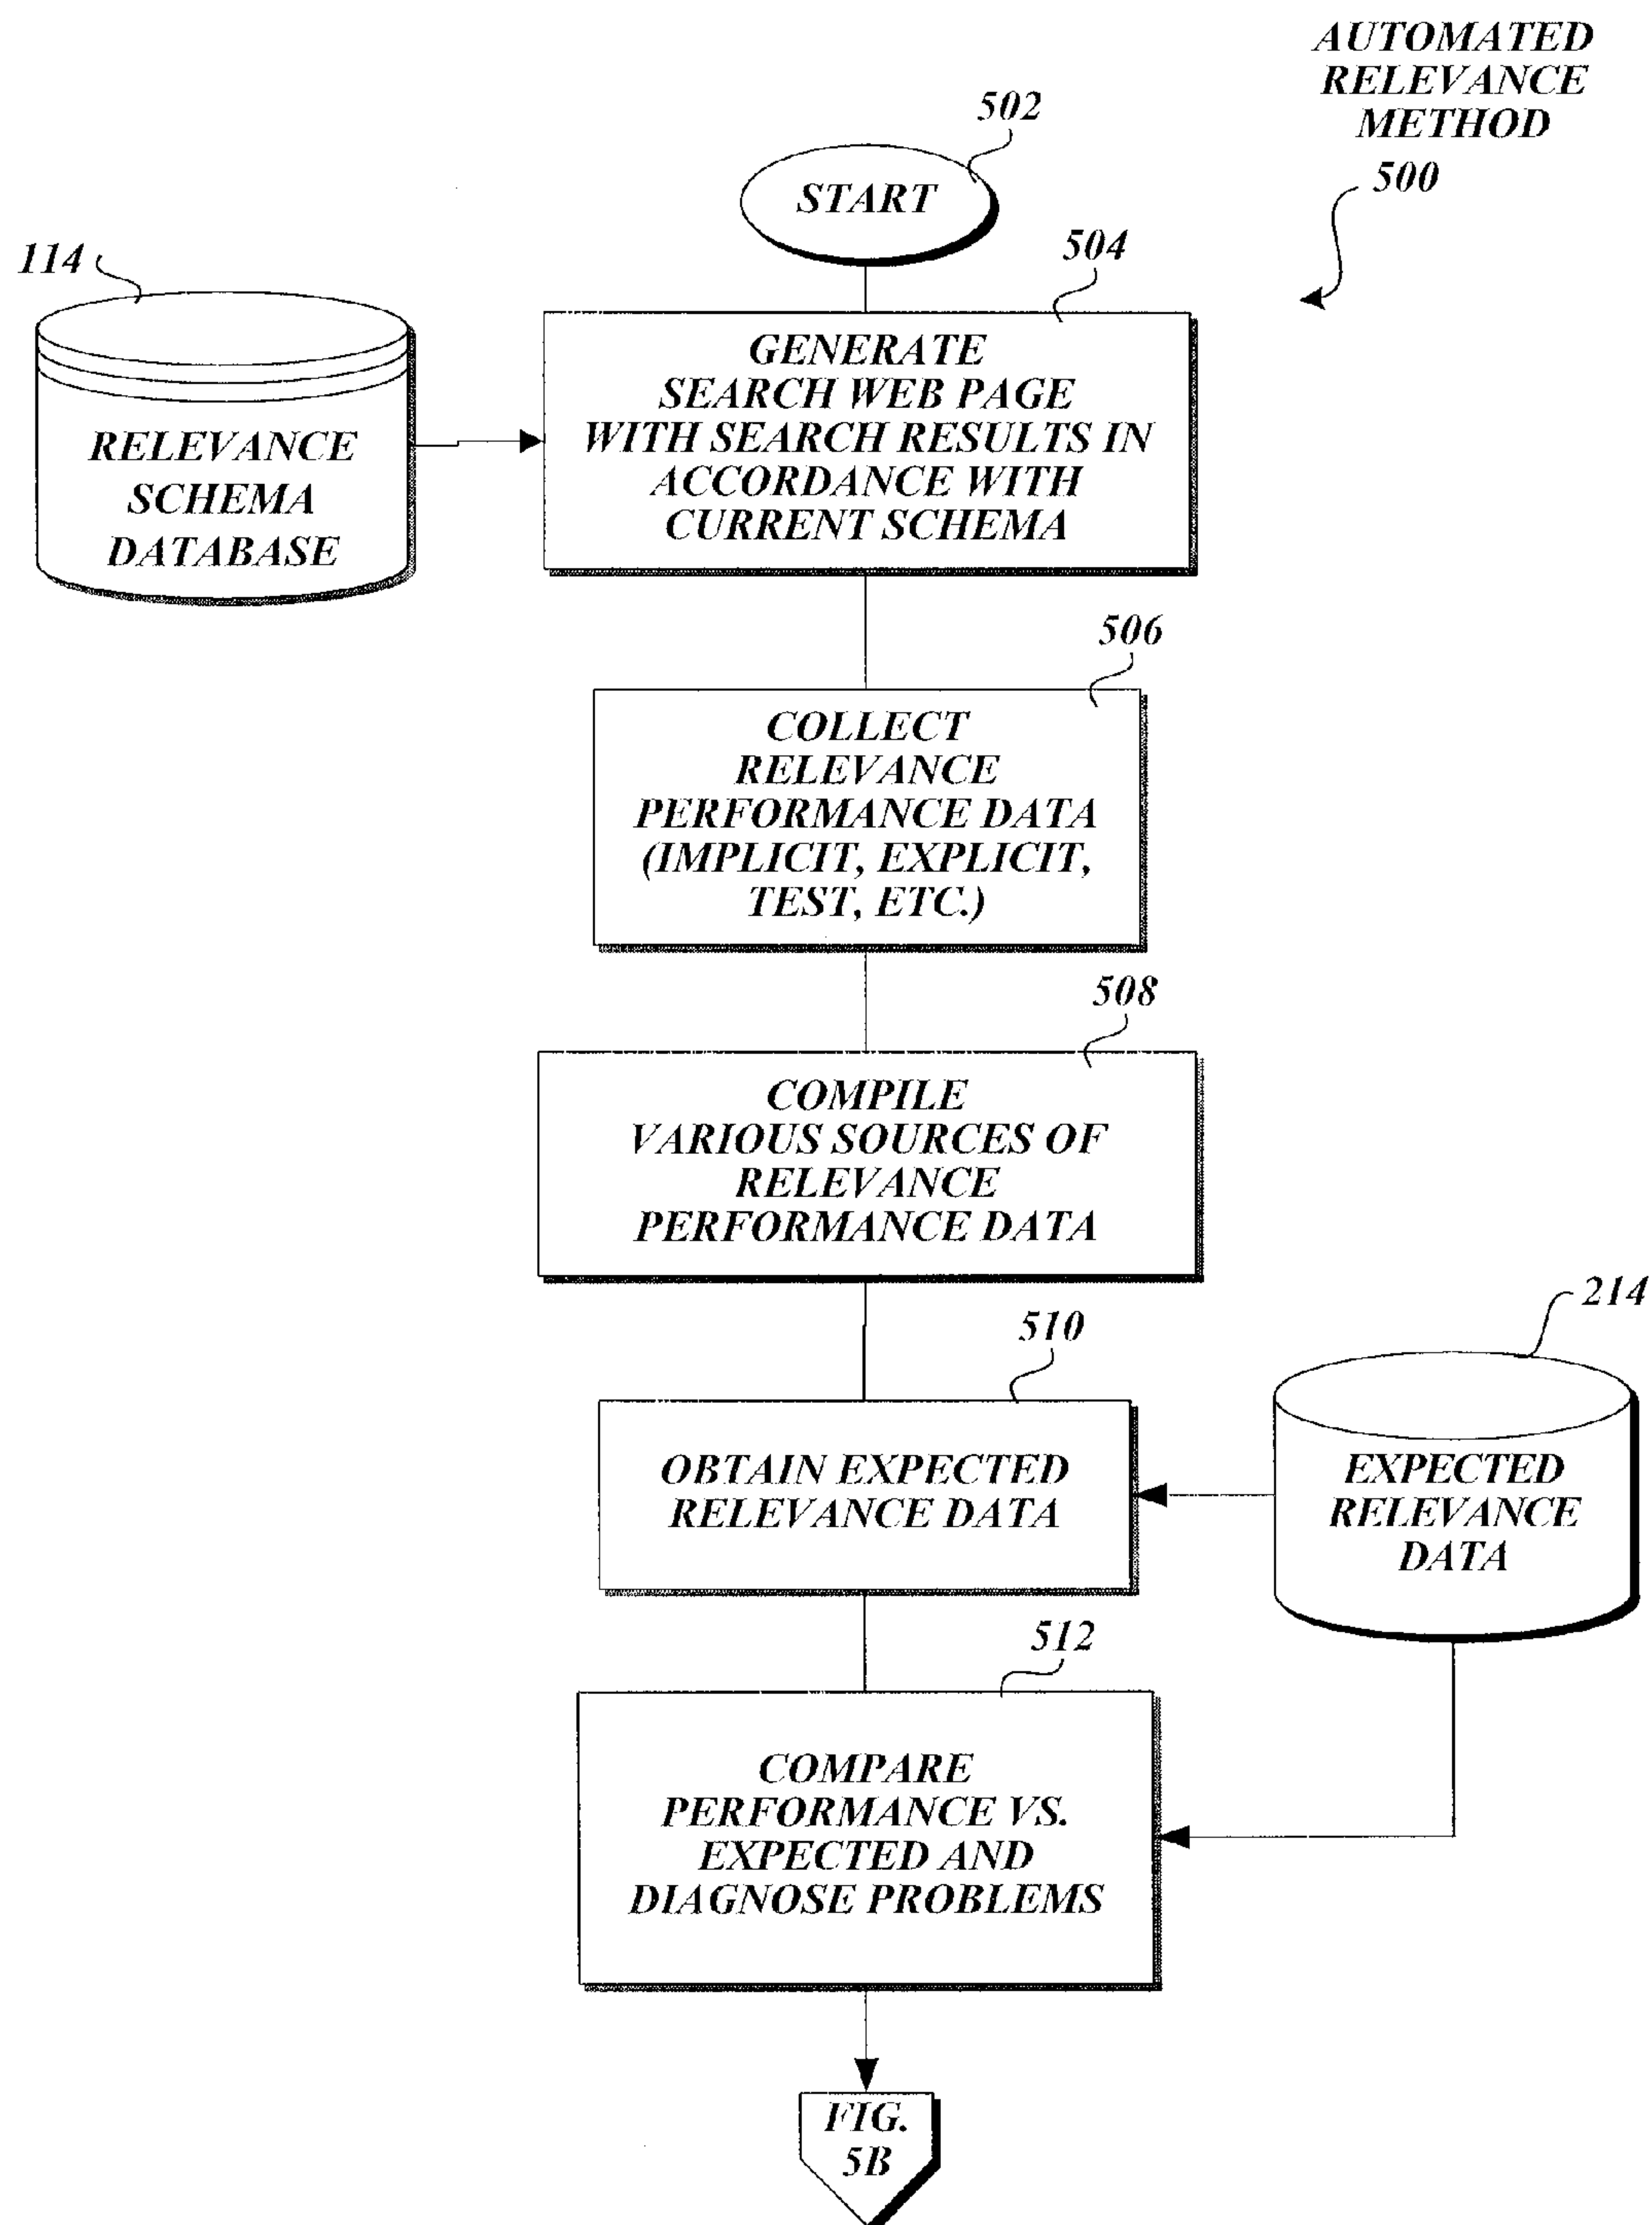 AUTOMATED
RELEVANCE
METHOD
500
502
START
114
RELEVANCE
SCHEMA
DATABASE
504
GENERATE
SEARCH WEB PAGE
WITH SEARCH RESULTS IN
ACCORDANCE WITH
CURRENT SCHEMA
506
COLLECT
RELEVANCE
PERFORMANCE DATA
(IMPLICIT, EXPLICIT,
TEST, ETC.)
508
COMPILE
VARIOUS SOURCES OF
RELEVANCE
PERFORMANCE DATA
510
OBTAIN EXPECTED
RELEVANCE DATA
214
EXPECTED
RELEVANCE
DATA
512
COMPARE
PERFORMANCE VS.
EXPECTED AND
DIAGNOSE PROBLEMS
FIG.
5B